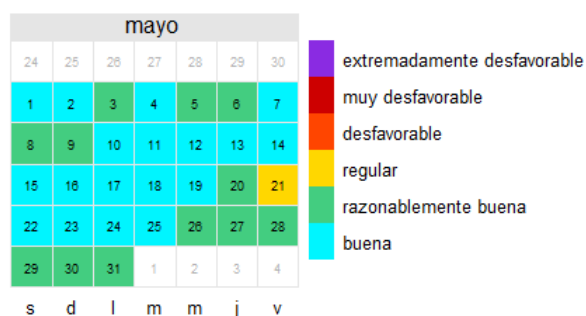 mayo
24 25 26 27 28 29 30
1 2 3 4 5 6 7
8 9 10 11 12 13 14
15 16 17 18 19 20 21
22 23 24 25 26 27 28
29 30 31 1 2 3 4
s d l m m j v
extremadamente desfavorable
muy desfavorable
desfavorable
regular
razonablemente buena
buena